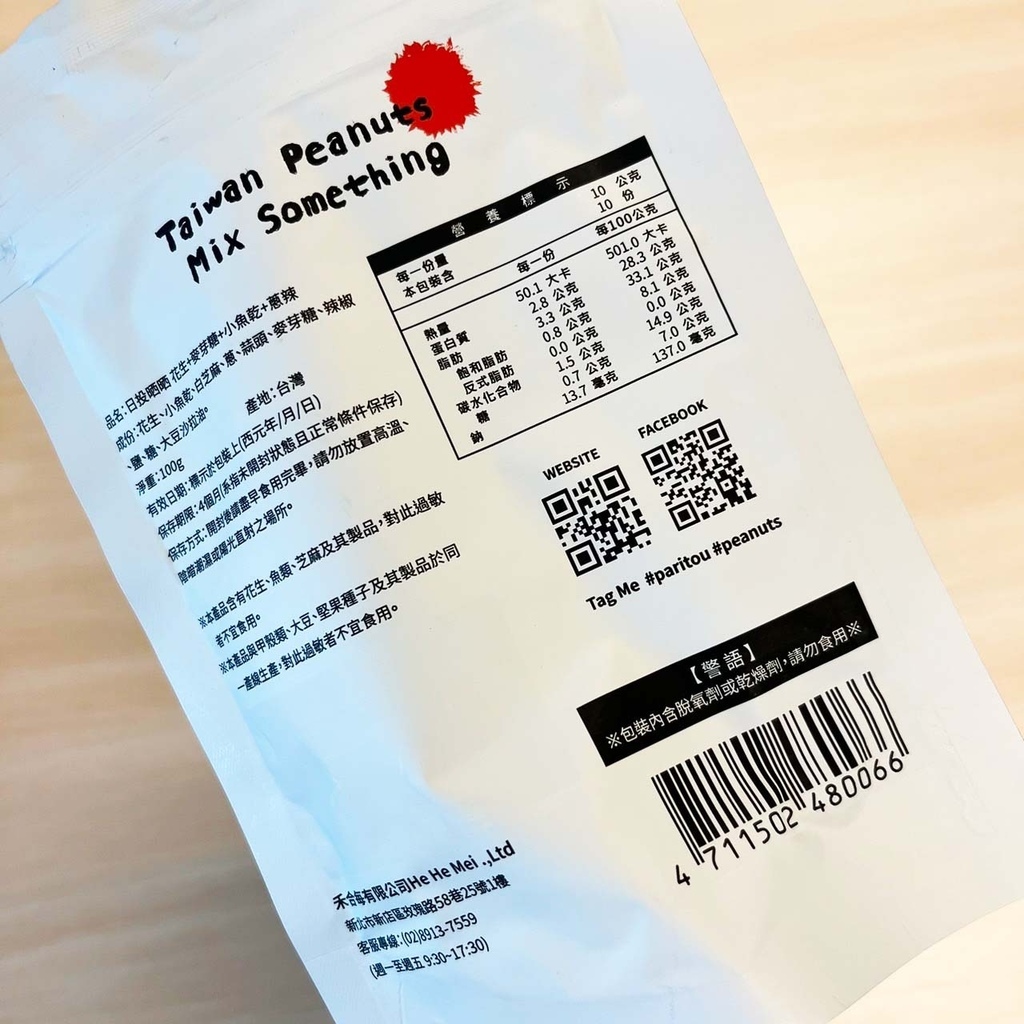 Taiwan Peanuts
Mix Something
品名：日投晒晒 花生+麥芽糖+小魚乾+蔥辣
成份：花生、小魚乾、白芝麻、蔥、蒜頭、麥芽糖、辣椒
、鹽、糖、大豆沙拉油。
淨重：100g 產地：台灣
有效日期：標示於包裝上(西元年/月/日)
保存期限：4個月(系指未開封狀態且正常條件保存)
保存方式：開封後請盡早食用完畢，請勿放置高溫、
陰暗潮濕或陽光直射之場所。
※本產品含有花生、魚類、芝麻及其製品，對此過敏
者不宜食用。
※本產品與甲殼類、大豆、堅果種子及其製品於同
一產線生產，對此過敏者不宜食用。
營養標示
每一份量 10 公克
本包裝含 10 份
每一份 每100公克
熱量 50.1 大卡 501.0 大卡
蛋白質 2.8 公克 28.3 公克
脂肪 3.3 公克 33.1 公克
飽和脂肪 0.8 公克 8.1 公克
反式脂肪 0.0 公克 0.0 公克
碳水化合物 1.5 公克 14.9 公克
糖 0.7 公克 7.0 公克
鈉 13.7 毫克 137.0 毫克
WEBSITE FACEBOOK
Tag Me #paritou #peanuts
【警語】
※包裝內含脫氧劑或乾燥劑，請勿食用※
4 711502 480066
禾合每有限公司He He Mei .,Ltd
新北市新店區玫瑰路58巷25號1樓
客服專線：(02)8913-7559
(週一至週五 9:30~17:30)